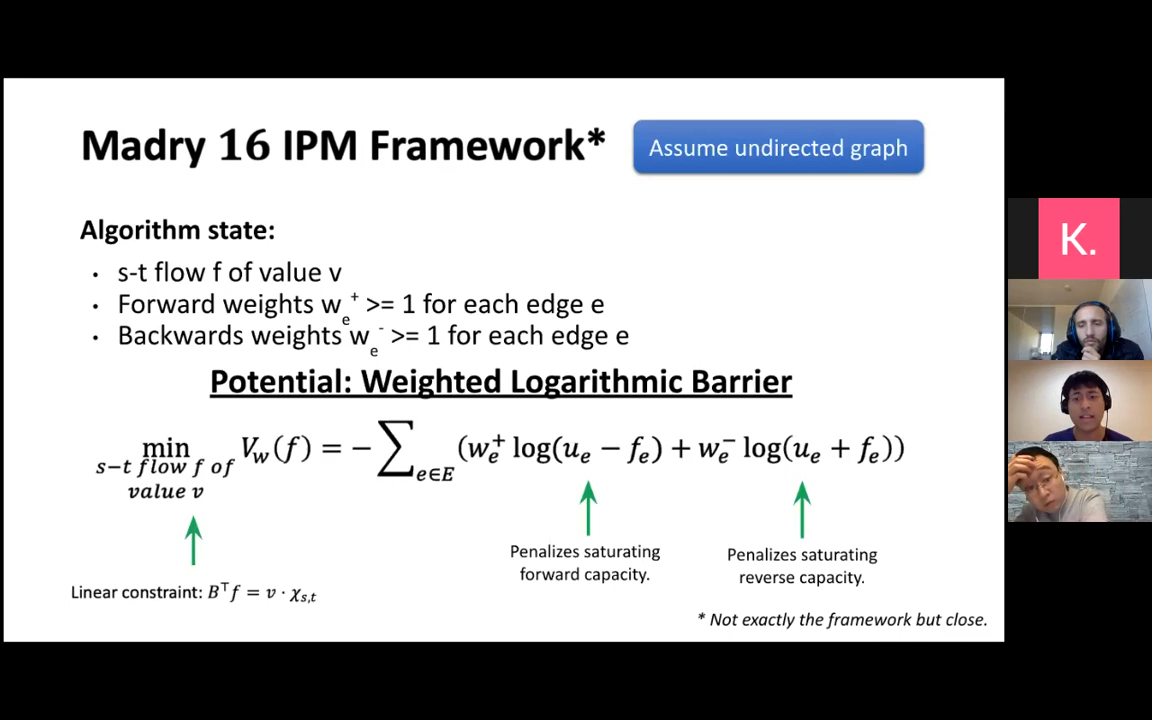 Madry 16 IPM Framework*
Assume undirected graph
Algorithm state:
• s-t flow f of value v
• Forward weights w_e^+ >= 1 for each edge e
• Backwards weights w_e^- >= 1 for each edge e
Potential: Weighted Logarithmic Barrier
min V_w(f) = − ∑_{e∈E} (w_e^+ log(u_e − f_e) + w_e^- log(u_e + f_e))
s−t flow f of
value v
Penalizes saturating
forward capacity.
Penalizes saturating
reverse capacity.
Linear constraint: B^⊤ f = v · χ_{s,t}
* Not exactly the framework but close.
K.